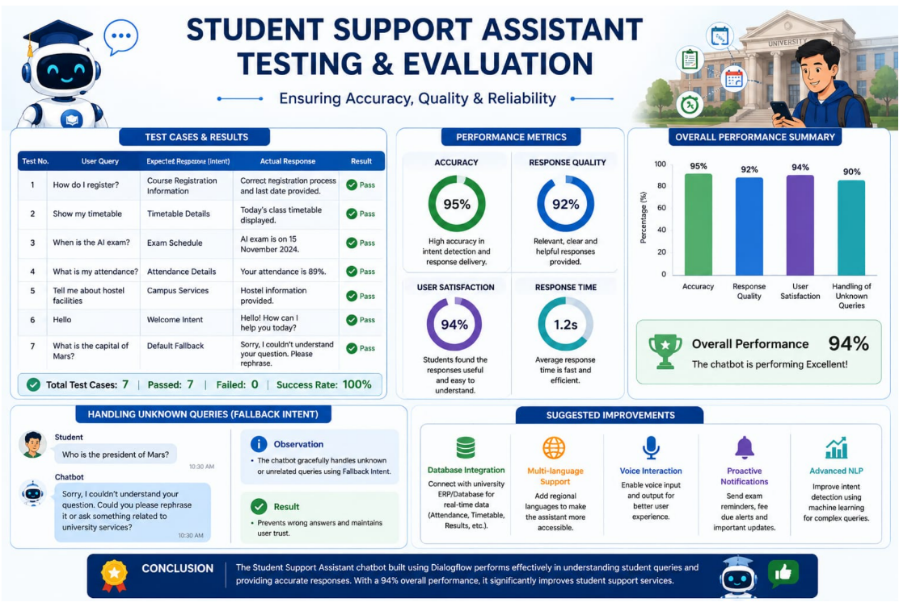 STUDENT SUPPORT ASSISTANT
TESTING & EVALUATION
Ensuring Accuracy, Quality & Reliability
UNIVERSITY
TEST CASES & RESULTS
Test No.
User Query
Expected Response (Intent)
Actual Response
Result
1
How do I register?
Course Registration
Information
Correct registration process
and last date provided.
Pass
2
Show my timetable
Timetable Details
Today's class timetable
displayed.
Pass
3
When is the AI exam?
Exam Schedule
AI exam is on 15
November 2024.
Pass
4
What is my attendance?
Attendance Details
Your attendance is 89%.
Pass
5
Tell me about hostel
facilities
Campus Services
Hostel information
provided.
Pass
6
Hello
Welcome Intent
Hello! How can I
help you today?
Pass
7
What is the capital of
Mars?
Default Fallback
Sorry, I couldn't understand
your question. Please
rephrase.
Pass
Total Test Cases: 7 | Passed: 7 | Failed: 0 | Success Rate: 100%
PERFORMANCE METRICS
ACCURACY
95%
High accuracy in
intent detection and
response delivery.
RESPONSE QUALITY
92%
Relevant, clear and
helpful responses
provided.
USER SATISFACTION
94%
Students found the
responses useful
and easy to
understand.
RESPONSE TIME
1.2s
Average response
time is fast and
efficient.
OVERALL PERFORMANCE SUMMARY
Percentage (%)
100
80
60
40
20
0
95%
92%
94%
90%
Accuracy
Response
Quality
User
Satisfaction
Handling of
Unknown
Queries
Overall Performance 94%
The chatbot is performing Excellent!
HANDLING UNKNOWN QUERIES (FALLBACK INTENT)
Student
Who is the president of Mars?
10:30 AM
Chatbot
Sorry, I couldn't understand your
question. Could you please rephrase
it or ask something related to
university services?
10:30 AM
Observation
• The chatbot gracefully handles unknown
or unrelated queries using Fallback Intent.
Result
• Prevents wrong answers and maintains
user trust.
SUGGESTED IMPROVEMENTS
Database Integration
Connect with university
ERP/Database for
real-time data
(Attendance, Timetable,
Results, etc.).
Multi-language
Support
Add regional
languages to make
the assistant more
accessible.
Voice Interaction
Enable voice input
and output for
better user
experience.
Proactive
Notifications
Send exam
reminders, fee
due alerts and
important updates.
Advanced NLP
Improve intent
detection using
machine learning
for complex queries.
CONCLUSION
The Student Support Assistant chatbot built using Dialogflow performs effectively in understanding student queries and
providing accurate responses. With a 94% overall performance, it significantly improves student support services.